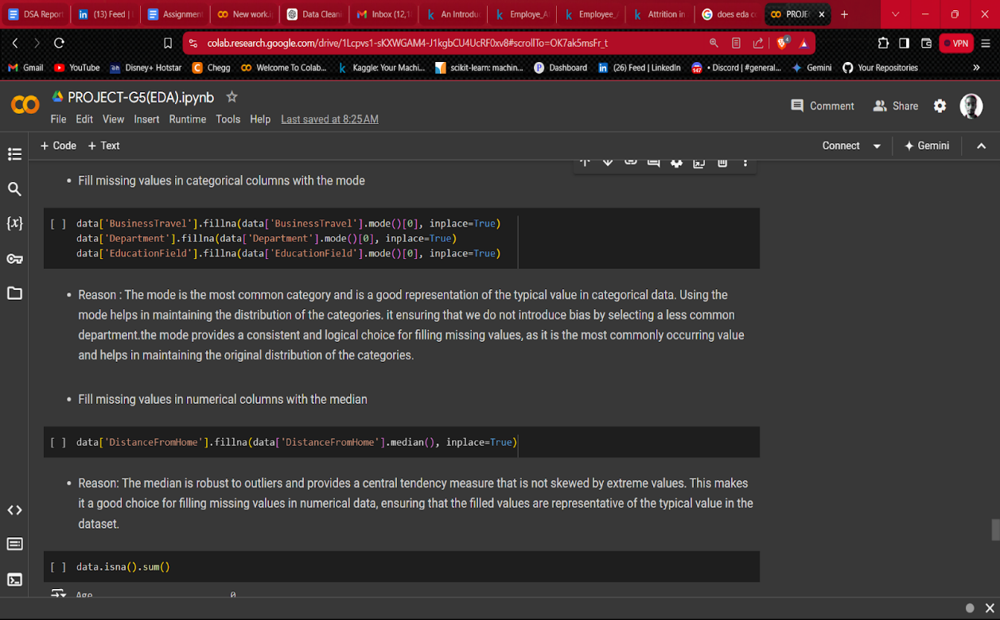 DSA Report
(13) Feed |
Assignment
New work.i
Data Clean
Inbox (12,1
An Introdu
Employe_A
Employee_
Attrition in
does eda c
PROJE
colab.research.google.com/drive/1Lcpvs1-sKXWGAM4-J1kgbCU4UcRF0xv8#scrollTo=OK7ak5msFr_t
4
VPN
Gmail
YouTube
Disney+ Hotstar
Chegg
Welcome To Colab...
Kaggle: Your Machi...
scikit-learn: machin...
Dashboard
(26) Feed | LinkedIn
147
• Discord | #general...
Gemini
Your Repositories
PROJECT-G5(EDA).ipynb
Comment
Share
File Edit View Insert Runtime Tools Help Last saved at 8:25 AM
+ Code + Text
Connect
Gemini
• Fill missing values in categorical columns with the mode
[ ] data['BusinessTravel'].fillna(data['BusinessTravel'].mode()[0], inplace=True)
data['Department'].fillna(data['Department'].mode()[0], inplace=True)
data['EducationField'].fillna(data['EducationField'].mode()[0], inplace=True)
• Reason : The mode is the most common category and is a good representation of the typical value in categorical data. Using the
mode helps in maintaining the distribution of the categories. it ensuring that we do not introduce bias by selecting a less common
department.the mode provides a consistent and logical choice for filling missing values, as it is the most commonly occurring value
and helps in maintaining the original distribution of the categories.
• Fill missing values in numerical columns with the median
[ ] data['DistanceFromHome'].fillna(data['DistanceFromHome'].median(), inplace=True)
• Reason: The median is robust to outliers and provides a central tendency measure that is not skewed by extreme values. This makes
it a good choice for filling missing values in numerical data, ensuring that the filled values are representative of the typical value in the
dataset.
[ ] data.isna().sum()
Age 0